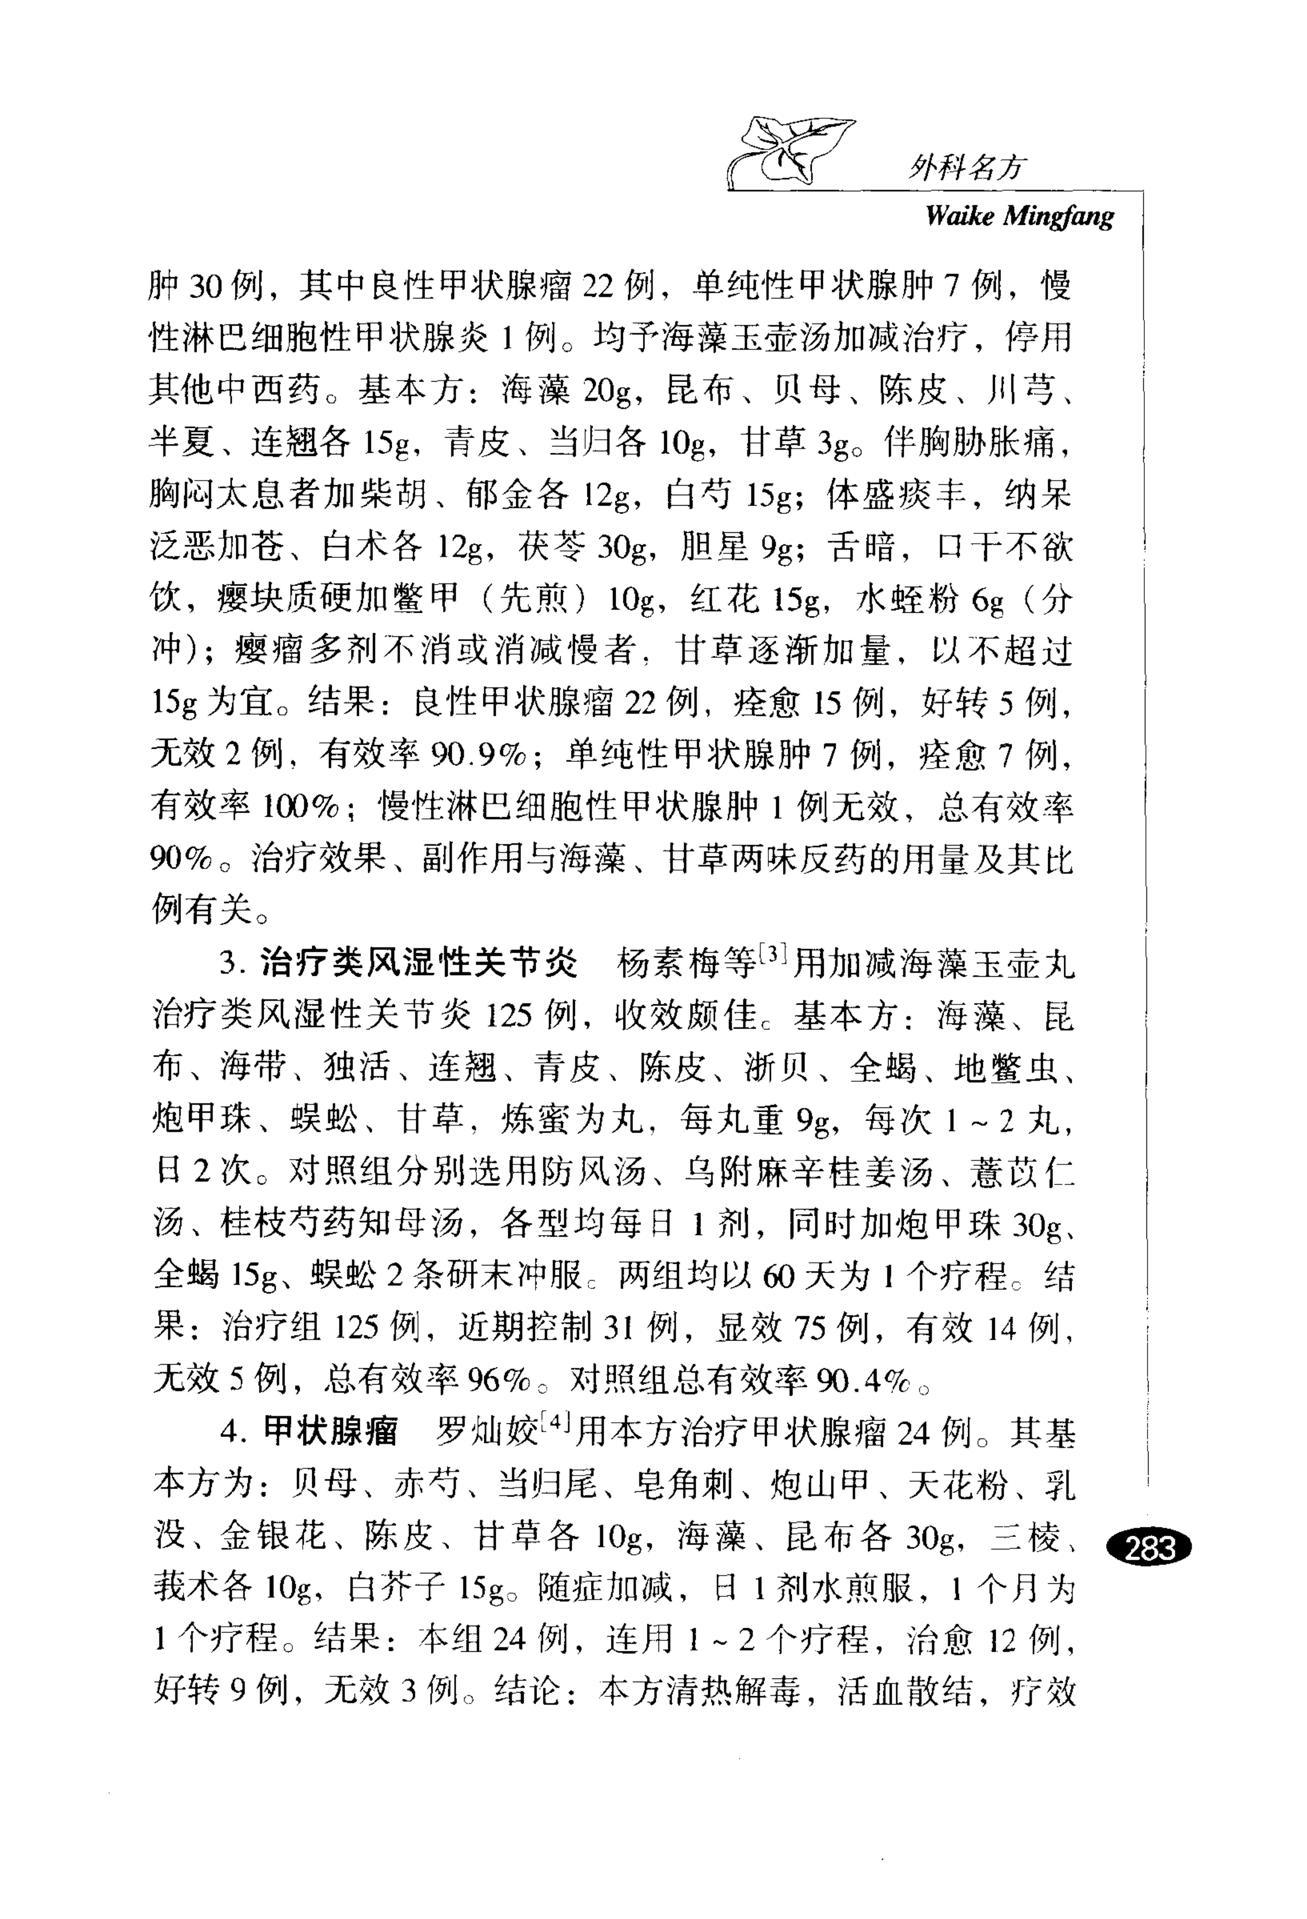 外科名方
Waike Mingfang
肿 30 例，其中良性甲状腺瘤 22 例，单纯性甲状腺肿 7 例，慢
性淋巴细胞性甲状腺炎 1 例。均予海藻玉壶汤加减治疗，停用
其他中西药。基本方：海藻 20g，昆布、贝母、陈皮、川芎、
半夏、连翘各 15g，青皮、当归各 10g，甘草 3g。伴胸胁胀痛，
胸闷太息者加柴胡、郁金各 12g，白芍 15g；体盛痰丰，纳呆
泛恶加苍、白术各 12g，茯苓 30g，胆星 9g；舌暗，口干不欲
饮，瘿块质硬加鳖甲（先煎）10g，红花 15g，水蛭粉 6g（分
冲）；瘿瘤多剂不消或消减慢者，甘草逐渐加量，以不超过
15g 为宜。结果：良性甲状腺瘤 22 例，痊愈 15 例，好转 5 例，
无效 2 例，有效率 90.9%；单纯性甲状腺肿 7 例，痊愈 7 例，
有效率 100%；慢性淋巴细胞性甲状腺肿 1 例无效，总有效率
90%。治疗效果、副作用与海藻、甘草两味反药的用量及其比
例有关。
3. 治疗类风湿性关节炎　杨素梅等[3]用加减海藻玉壶丸
治疗类风湿性关节炎 125 例，收效颇佳。基本方：海藻、昆
布、海带、独活、连翘、青皮、陈皮、浙贝、全蝎、地鳖虫、
炮甲珠、蜈蚣、甘草，炼蜜为丸，每丸重 9g，每次 1 ~ 2 丸，
日 2 次。对照组分别选用防风汤、乌附麻辛桂姜汤、薏苡仁
汤、桂枝芍药知母汤，各型均每日 1 剂，同时加炮甲珠 30g、
全蝎 15g、蜈蚣 2 条研末冲服。两组均以 60 天为 1 个疗程。结
果：治疗组 125 例，近期控制 31 例，显效 75 例，有效 14 例，
无效 5 例，总有效率 96%。对照组总有效率 90.4%。
4. 甲状腺瘤　罗灿姣[4]用本方治疗甲状腺瘤 24 例。其基
本方为：贝母、赤芍、当归尾、皂角刺、炮山甲、天花粉、乳
没、金银花、陈皮、甘草各 10g，海藻、昆布各 30g，三棱、
莪术各 10g，白芥子 15g。随症加减，日 1 剂水煎服，1 个月为
1 个疗程。结果：本组 24 例，连用 1 ~ 2 个疗程，治愈 12 例，
好转 9 例，无效 3 例。结论：本方清热解毒，活血散结，疗效
283